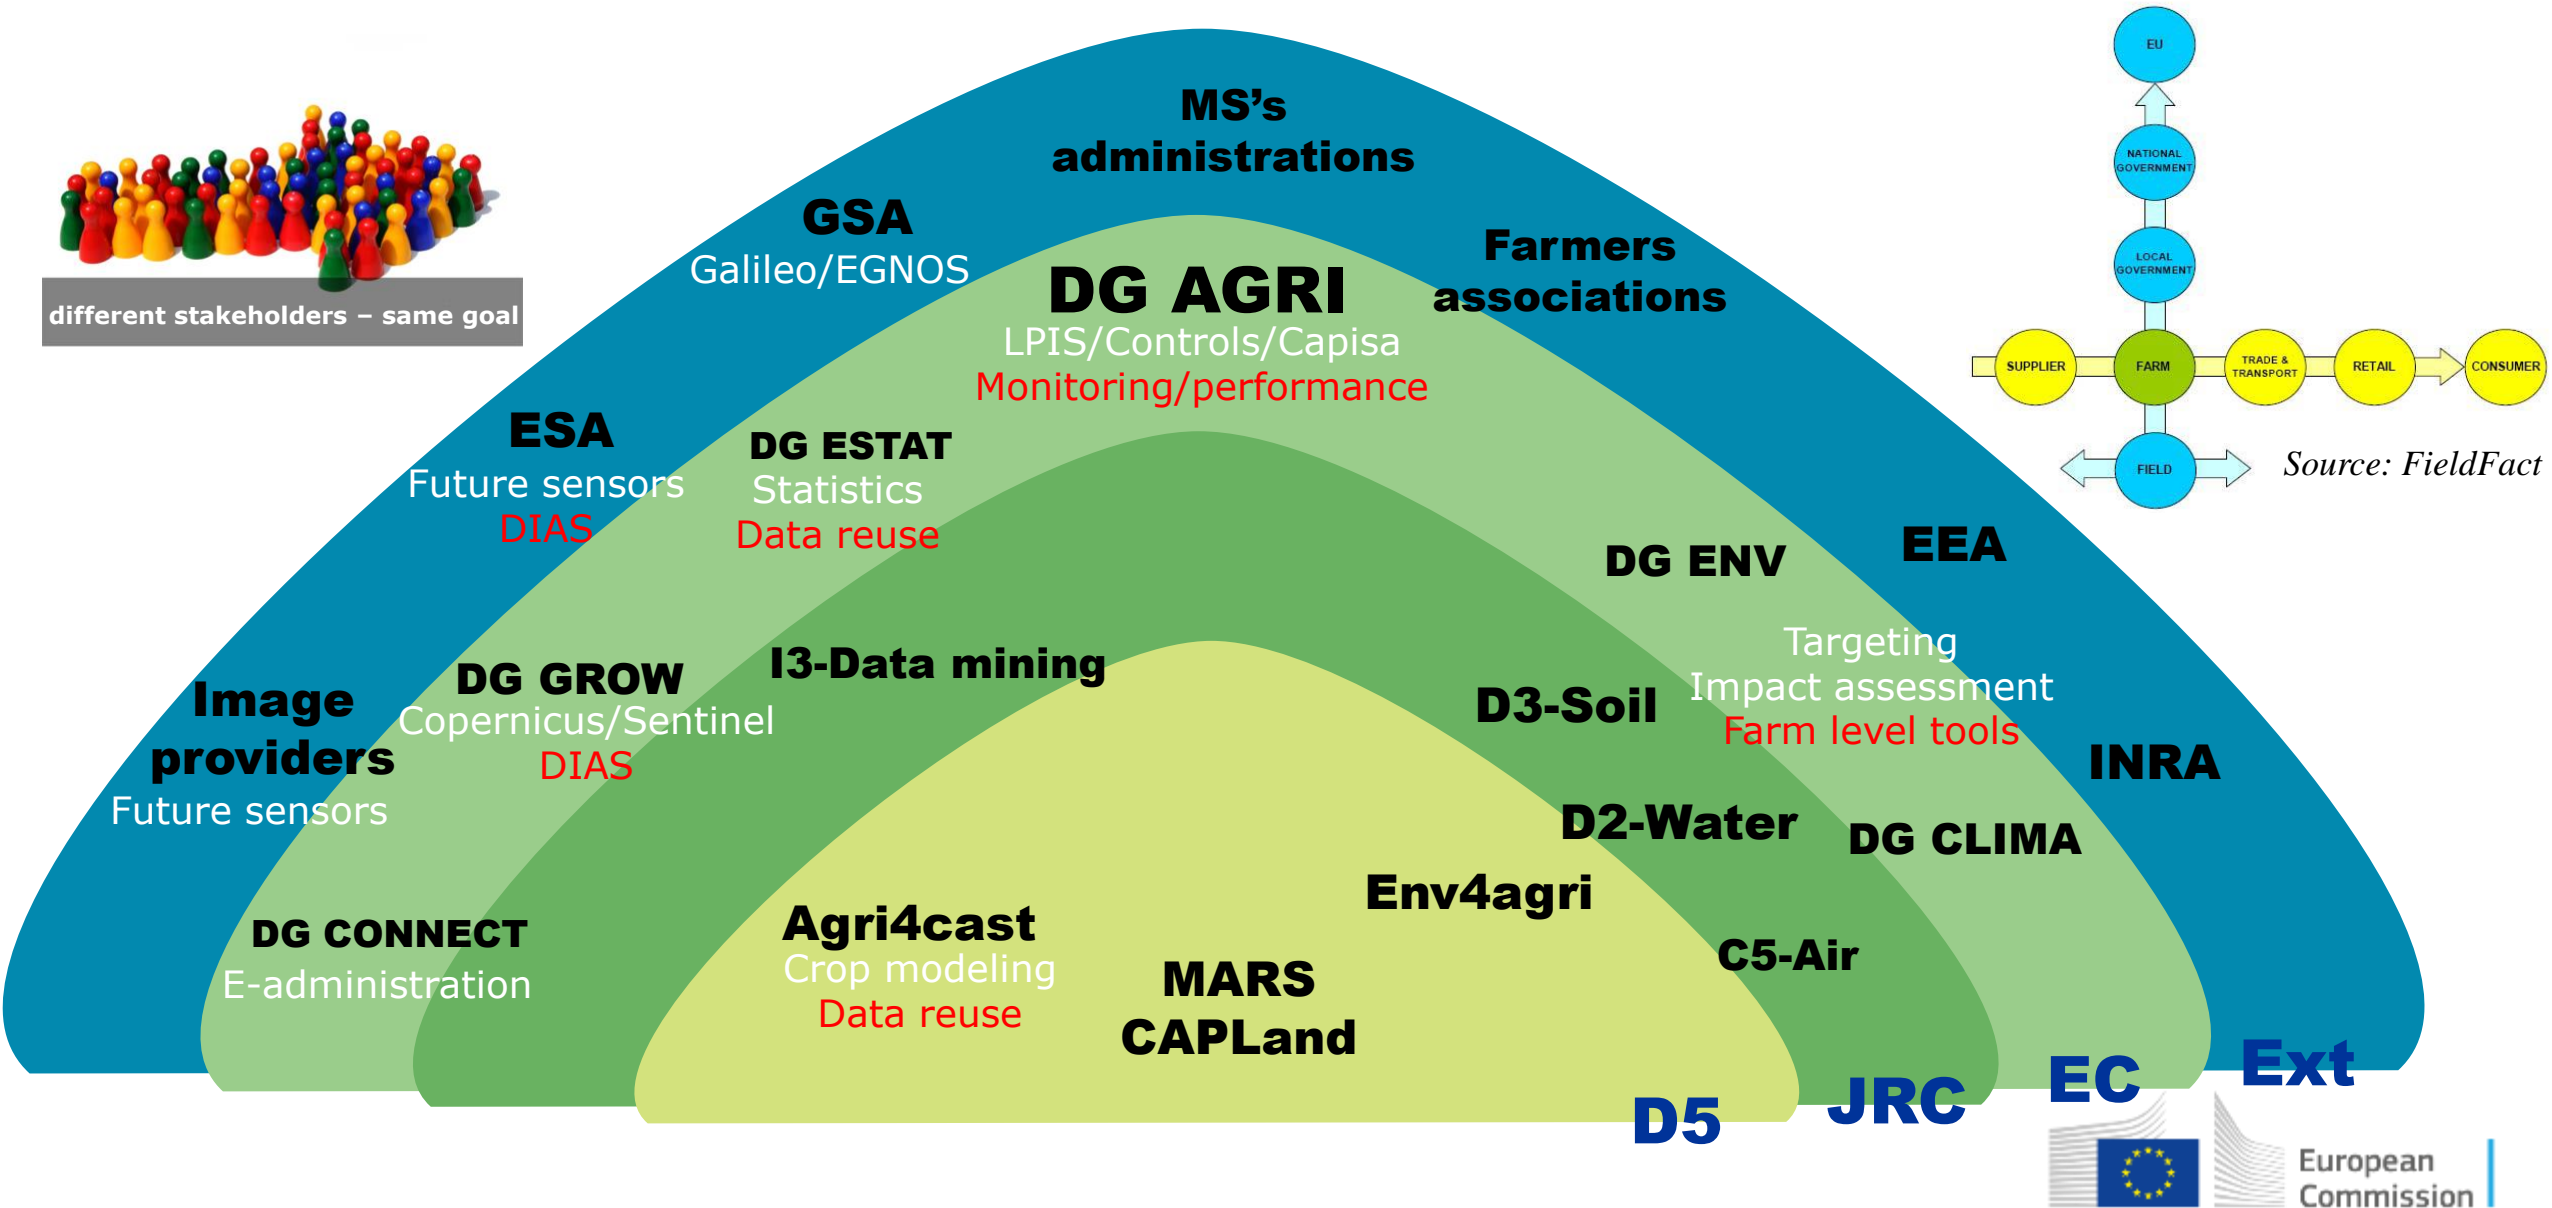 different stakeholders – same goal
MS's
administrations
GSA
Galileo/EGNOS
Farmers
associations
DG AGRI
LPIS/Controls/Capisa
Monitoring/performance
ESA
Future sensors
DIAS
DG ESTAT
Statistics
Data reuse
DG ENV
EEA
Targeting
Impact assessment
Farm level tools
Image
providers
Future sensors
DG GROW
Copernicus/Sentinel
DIAS
I3-Data mining
D3-Soil
INRA
D2-Water
DG CLIMA
DG CONNECT
E-administration
Agri4cast
Crop modeling
Data reuse
Env4agri
MARS
CAPLand
C5-Air
D5
JRC
EC
Ext
EU
NATIONAL
GOVERNMENT
LOCAL
GOVERNMENT
SUPPLIER
FARM
TRADE &
TRANSPORT
RETAIL
CONSUMER
FIELD
Source: FieldFact
European
Commission